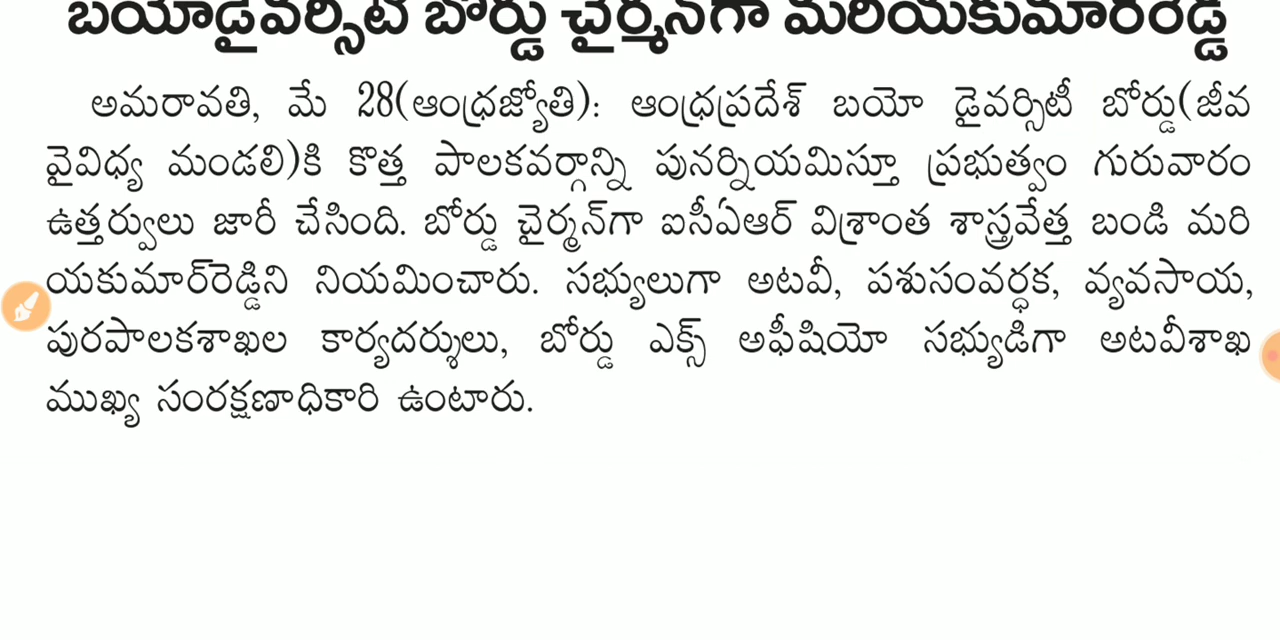 బయోడైవర్సిటీ బోర్డు చైర్మన్‌గా మరియకుమార్‌రెడ్డి
అమరావతి, మే 28(ఆంధ్రజ్యోతి): ఆంధ్రప్రదేశ్ బయో డైవర్సిటీ బోర్డు(జీవ
వైవిధ్య మండలి)కి కొత్త పాలకవర్గాన్ని పునర్నియమిస్తూ ప్రభుత్వం గురువారం
ఉత్తర్వులు జారీ చేసింది. బోర్డు చైర్మన్‌గా ఐసీఏఆర్ విశ్రాంత శాస్త్రవేత్త బండి మరి
యకుమార్‌రెడ్డిని నియమించారు. సభ్యులుగా అటవీ, పశుసంవర్ధక, వ్యవసాయ,
పురపాలకశాఖల కార్యదర్శులు, బోర్డు ఎక్స్ అఫీషియో సభ్యుడిగా అటవీశాఖ
ముఖ్య సంరక్షణాధికారి ఉంటారు.